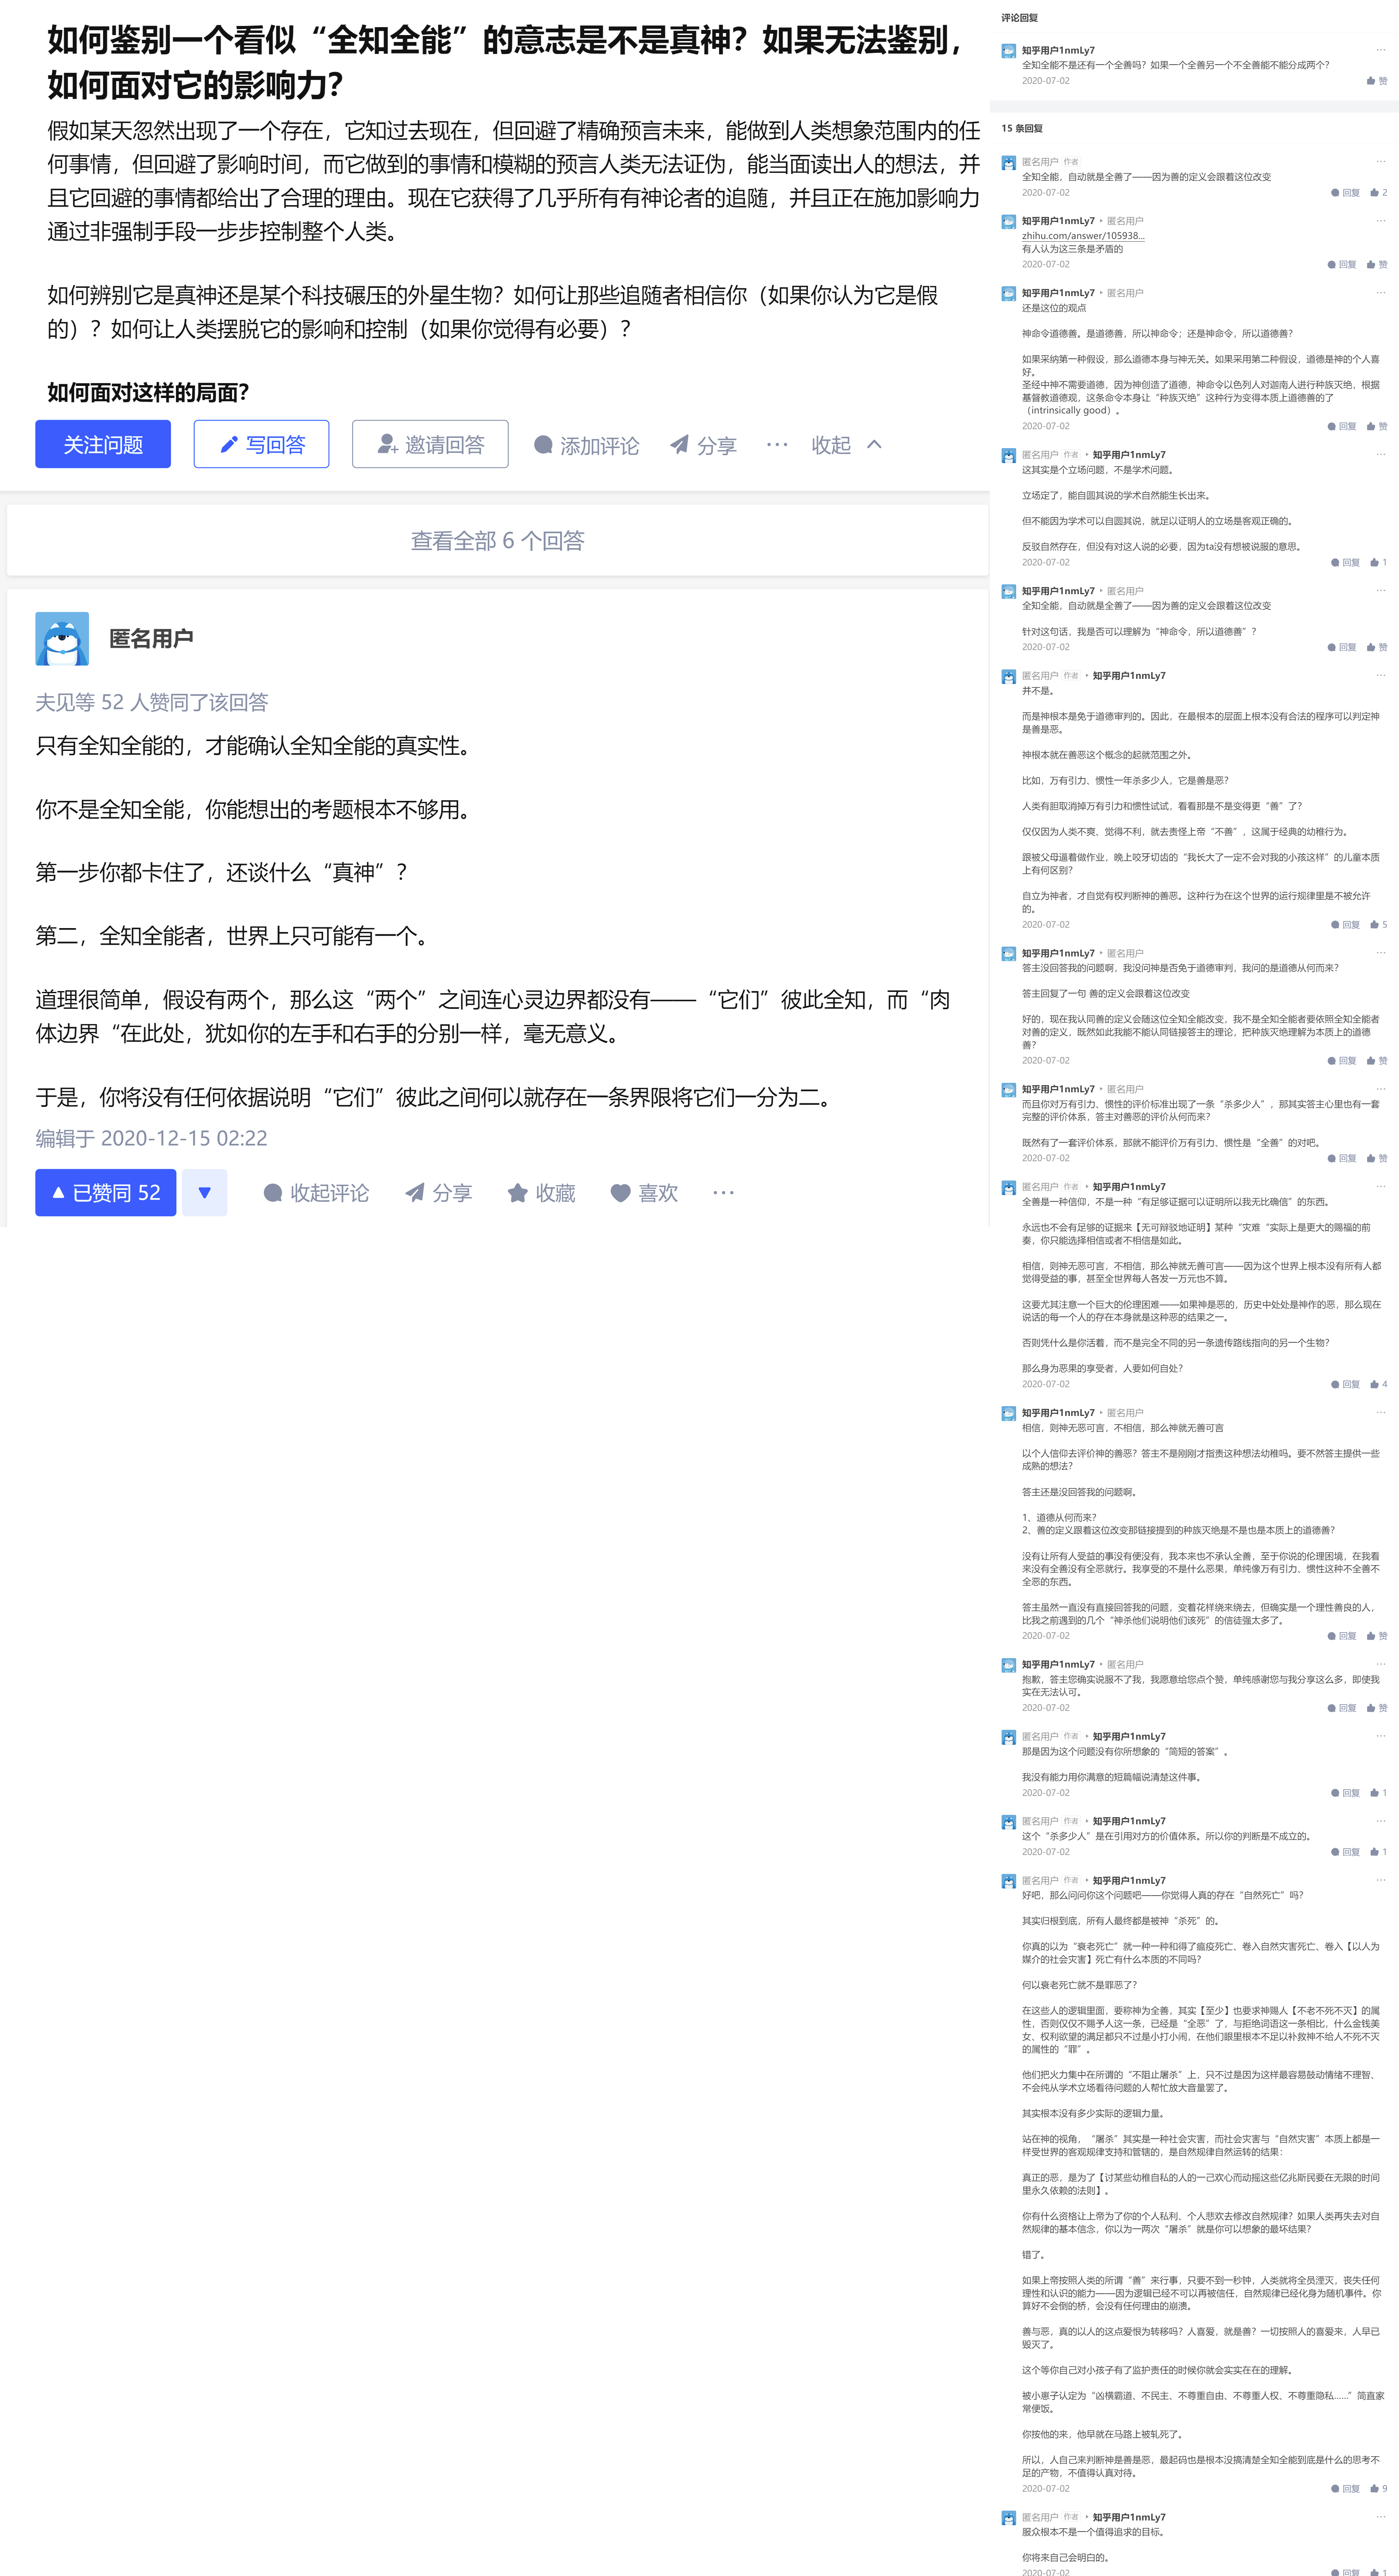 如何鉴别一个看似“全知全能”的意志是不是真神？如果无法鉴别，
如何面对它的影响力？
假如某天忽然出现了一个存在，它知过去现在，但回避了精确预言未来，能做到人类想象范围内的任
何事情，但回避了影响时间，而它做到的事情和模糊的预言人类无法证伪，能当面读出人的想法，并
且它回避的事情都给出了合理的理由。现在它获得了几乎所有有神论者的追随，并且正在施加影响力
通过非强制手段一步步控制整个人类。
如何辨别它是真神还是某个科技碾压的外星生物？如何让那些追随者相信你（如果你认为它是假
的）？如何让人类摆脱它的影响和控制（如果你觉得有必要）？
如何面对这样的局面？
关注问题 写回答 邀请回答 添加评论 分享 ··· 收起
查看全部 6 个回答
匿名用户
夫见等 52 人赞同了该回答
只有全知全能的，才能确认全知全能的真实性。
你不是全知全能，你能想出的考题根本不够用。
第一步你都卡住了，还谈什么“真神”？
第二，全知全能者，世界上只可能有一个。
道理很简单，假设有两个，那么这“两个”之间连心灵边界都没有——“它们”彼此全知，而“肉
体边界“在此处，犹如你的左手和右手的分别一样，毫无意义。
于是，你将没有任何依据说明“它们”彼此之间何以就存在一条界限将它们一分为二。
编辑于 2020-12-15 02:22
已赞同 52 收起评论 分享 收藏 喜欢 ···
评论回复
知乎用户1nmLy7
全知全能不是还有一个全善吗？如果一个全善另一个不全善能不能分成两个？
2020-07-02 赞
15 条回复
匿名用户 作者
全知全能，自动就是全善了——因为善的定义会跟着这位改变
2020-07-02 回复 2
知乎用户1nmLy7 匿名用户
zhihu.com/answer/105938...
有人认为这三条是矛盾的
2020-07-02 回复 赞
知乎用户1nmLy7 匿名用户
还是这位的观点
神命令道德善。是道德善，所以神命令；还是神命令，所以道德善？
如果采纳第一种假设，那么道德本身与神无关。如果采用第二种假设，道德是神的个人喜
好。
圣经中神不需要道德，因为神创造了道德，神命令以色列人对迦南人进行种族灭绝，根据
基督教道德观，这条命令本身让“种族灭绝”这种行为变得本质上道德善的了
（intrinsically good）。
2020-07-02 回复 赞
匿名用户 作者 知乎用户1nmLy7
这其实是个立场问题，不是学术问题。
立场定了，能自圆其说的学术自然能生长出来。
但不能因为学术可以自圆其说，就足以证明人的立场是客观正确的。
反驳自然存在，但没有对这人说的必要，因为ta没有想被说服的意思。
2020-07-02 回复 1
知乎用户1nmLy7 匿名用户
全知全能，自动就是全善了——因为善的定义会跟着这位改变
针对这句话，我是否可以理解为“神命令，所以道德善”？
2020-07-02 回复 赞
匿名用户 作者 知乎用户1nmLy7
并不是。
而是神根本是免于道德审判的。因此，在最根本的层面上根本没有合法的程序可以判定神
是善是恶。
神根本就在善恶这个概念的起就范围之外。
比如，万有引力、惯性一年杀多少人，它是善是恶？
人类有胆取消掉万有引力和惯性试试，看看那是不是变得更“善”了？
仅仅因为人类不爽、觉得不利，就去责怪上帝“不善”，这属于经典的幼稚行为。
跟被父母逼着做作业，晚上咬牙切齿的“我长大了一定不会对我的小孩这样”的儿童本质
上有何区别？
自立为神者，才自觉有权判断神的善恶。这种行为在这个世界的运行规律里是不被允许
的。
2020-07-02 回复 5
知乎用户1nmLy7 匿名用户
答主没回答我的问题啊，我没问神是否免于道德审判，我问的是道德从何而来？
答主回复了一句 善的定义会跟着这位改变
好的，现在我认同善的定义会随这位全知全能改变，我不是全知全能者要依照全知全能者
对善的定义，既然如此我能不能认同链接答主的理论，把种族灭绝理解为本质上的道德
善？
2020-07-02 回复 赞
知乎用户1nmLy7 匿名用户
而且你对万有引力、惯性的评价标准出现了一条“杀多少人”，那其实答主心里也有一套
完整的评价体系，答主对善恶的评价从何而来？
既然有了一套评价体系，那就不能评价万有引力、惯性是“全善”的对吧。
2020-07-02 回复 赞
匿名用户 作者 知乎用户1nmLy7
全善是一种信仰，不是一种“有足够证据可以证明所以我无比确信”的东西。
永远也不会有足够的证据来【无可辩驳地证明】某种“灾难“实际上是更大的赐福的前
奏，你只能选择相信或者不相信是如此。
相信，则神无恶可言，不相信，那么神就无善可言——因为这个世界上根本没有所有人都
觉得受益的事，甚至全世界每人各发一万元也不算。
这要尤其注意一个巨大的伦理困难——如果神是恶的，历史中处处是神作的恶，那么现在
说话的每一个人的存在本身就是这种恶的结果之一。
否则凭什么是你活着，而不是完全不同的另一条遗传路线指向的另一个生物？
那么身为恶果的享受者，人要如何自处？
2020-07-02 回复 4
知乎用户1nmLy7 匿名用户
相信，则神无恶可言，不相信，那么神就无善可言
以个人信仰去评价神的善恶？答主不是刚刚才指责这种想法幼稚吗。要不然答主提供一些
成熟的想法？
答主还是没回答我的问题啊。
1、道德从何而来？
2、善的定义跟着这位改变那链接提到的种族灭绝是不是也是本质上的道德善？
没有让所有人受益的事没有便没有，我本来也不承认全善，至于你说的伦理困境，在我看
来没有全善没有全恶就行。我享受的不是什么恶果，单纯像万有引力、惯性这种不全善不
全恶的东西。
答主虽然一直没有直接回答我的问题，变着花样绕来绕去，但确实是一个理性善良的人，
比我之前遇到的几个“神杀他们说明他们该死”的信徒强太多了。
2020-07-02 回复 赞
知乎用户1nmLy7 匿名用户
抱歉，答主您确实说服不了我，我愿意给您点个赞，单纯感谢您与我分享这么多，即使我
实在无法认可。
2020-07-02 回复 赞
匿名用户 作者 知乎用户1nmLy7
那是因为这个问题没有你所想象的“简短的答案”。
我没有能力用你满意的短篇幅说清楚这件事。
2020-07-02 回复 1
匿名用户 作者 知乎用户1nmLy7
这个“杀多少人”是在引用对方的价值体系。所以你的判断是不成立的。
2020-07-02 回复 1
匿名用户 作者 知乎用户1nmLy7
好吧，那么问问你这个问题吧——你觉得人真的存在“自然死亡”吗？
其实归根到底，所有人最终都是被神“杀死”的。
你真的以为“衰老死亡”就一种一种和得了瘟疫死亡、卷入自然灾害死亡、卷入【以人为
媒介的社会灾害】死亡有什么本质的不同吗？
何以衰老死亡就不是罪恶了？
在这些人的逻辑里面，要称神为全善，其实【至少】也要求神赐人【不老不死不灭】的属
性，否则仅仅不赐予人这一条，已经是“全恶”了，与拒绝词语这一条相比，什么金钱美
女、权利欲望的满足都只不过是小打小闹，在他们眼里根本不足以补救神不给人不死不灭
的属性的“罪”。
他们把火力集中在所谓的“不阻止屠杀”上，只不过是因为这样最容易鼓动情绪不理智、
不会纯从学术立场看待问题的人帮忙放大音量罢了。
其实根本没有多少实际的逻辑力量。
站在神的视角，“屠杀”其实是一种社会灾害，而社会灾害与“自然灾害”本质上都是一
样受世界的客观规律支持和管辖的，是自然规律自然运转的结果：
真正的恶，是为了【讨某些幼稚自私的人的一己欢心而动摇这些亿兆斯民要在无限的时间
里永久依赖的法则】。
你有什么资格让上帝为了你的个人私利、个人悲欢去修改自然规律？如果人类再失去对自
然规律的基本信念，你以为一两次“屠杀”就是你可以想象的最坏结果？
错了。
如果上帝按照人类的所谓“善”来行事，只要不到一秒钟，人类就将全员湮灭，丧失任何
理性和认识的能力——因为逻辑已经不可以再被信任，自然规律已经化身为随机事件。你
算好不会倒的桥，会没有任何理由的崩溃。
善与恶，真的以人的这点爱恨为转移吗？人喜爱，就是善？一切按照人的喜爱来，人早已
毁灭了。
这个等你自己对小孩子有了监护责任的时候你就会实实在在的理解。
被小崽子认定为“凶横霸道、不民主、不尊重自由、不尊重人权、不尊重隐私……”简直家
常便饭。
你按他的来，他早就在马路上被轧死了。
所以，人自己来判断神是善是恶，最起码也是根本没搞清楚全知全能到底是什么的思考不
足的产物，不值得认真对待。
2020-07-02 回复 9
匿名用户 作者 知乎用户1nmLy7
服众根本不是一个值得追求的目标。
你将来自己会明白的。
2020-07-02 回复 1